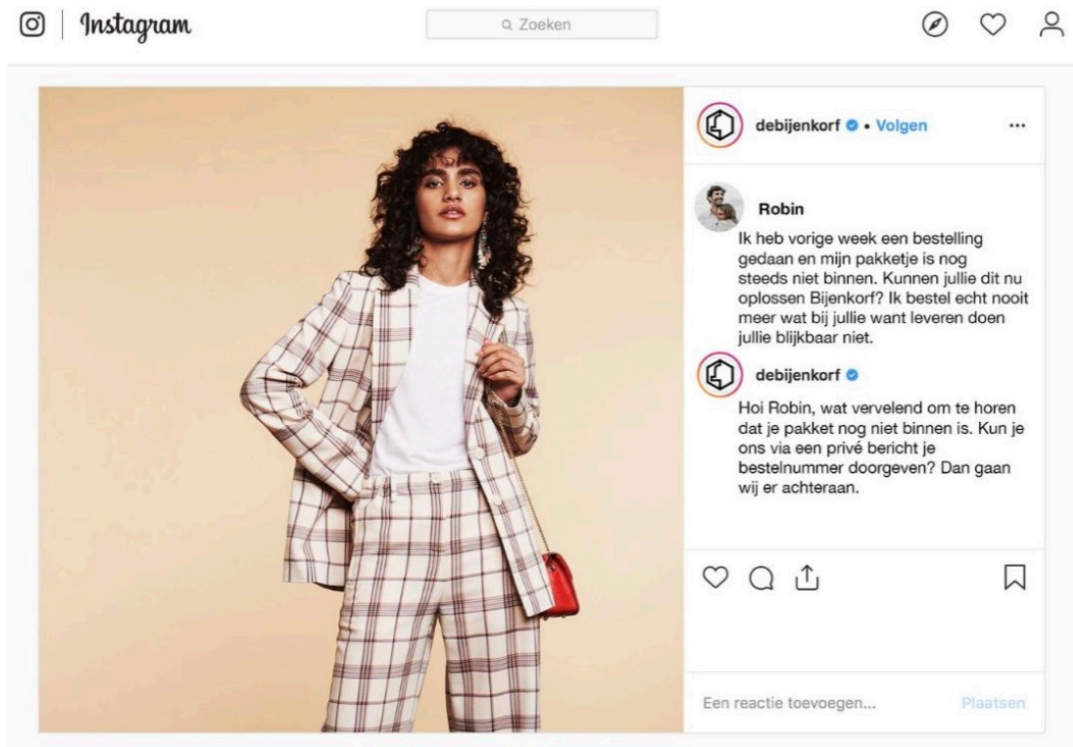 Instagram
Zoeken
debijenkorf • Volgen
Robin
Ik heb vorige week een bestelling
gedaan en mijn pakketje is nog
steeds niet binnen. Kunnen jullie dit nu
oplossen Bijenkorf? Ik bestel echt nooit
meer wat bij jullie want leveren doen
jullie blijkbaar niet.
debijenkorf
Hoi Robin, wat vervelend om te horen
dat je pakket nog niet binnen is. Kun je
ons via een privé bericht je
bestelnummer doorgeven? Dan gaan
wij er achteraan.
Een reactie toevoegen... Plaatsen